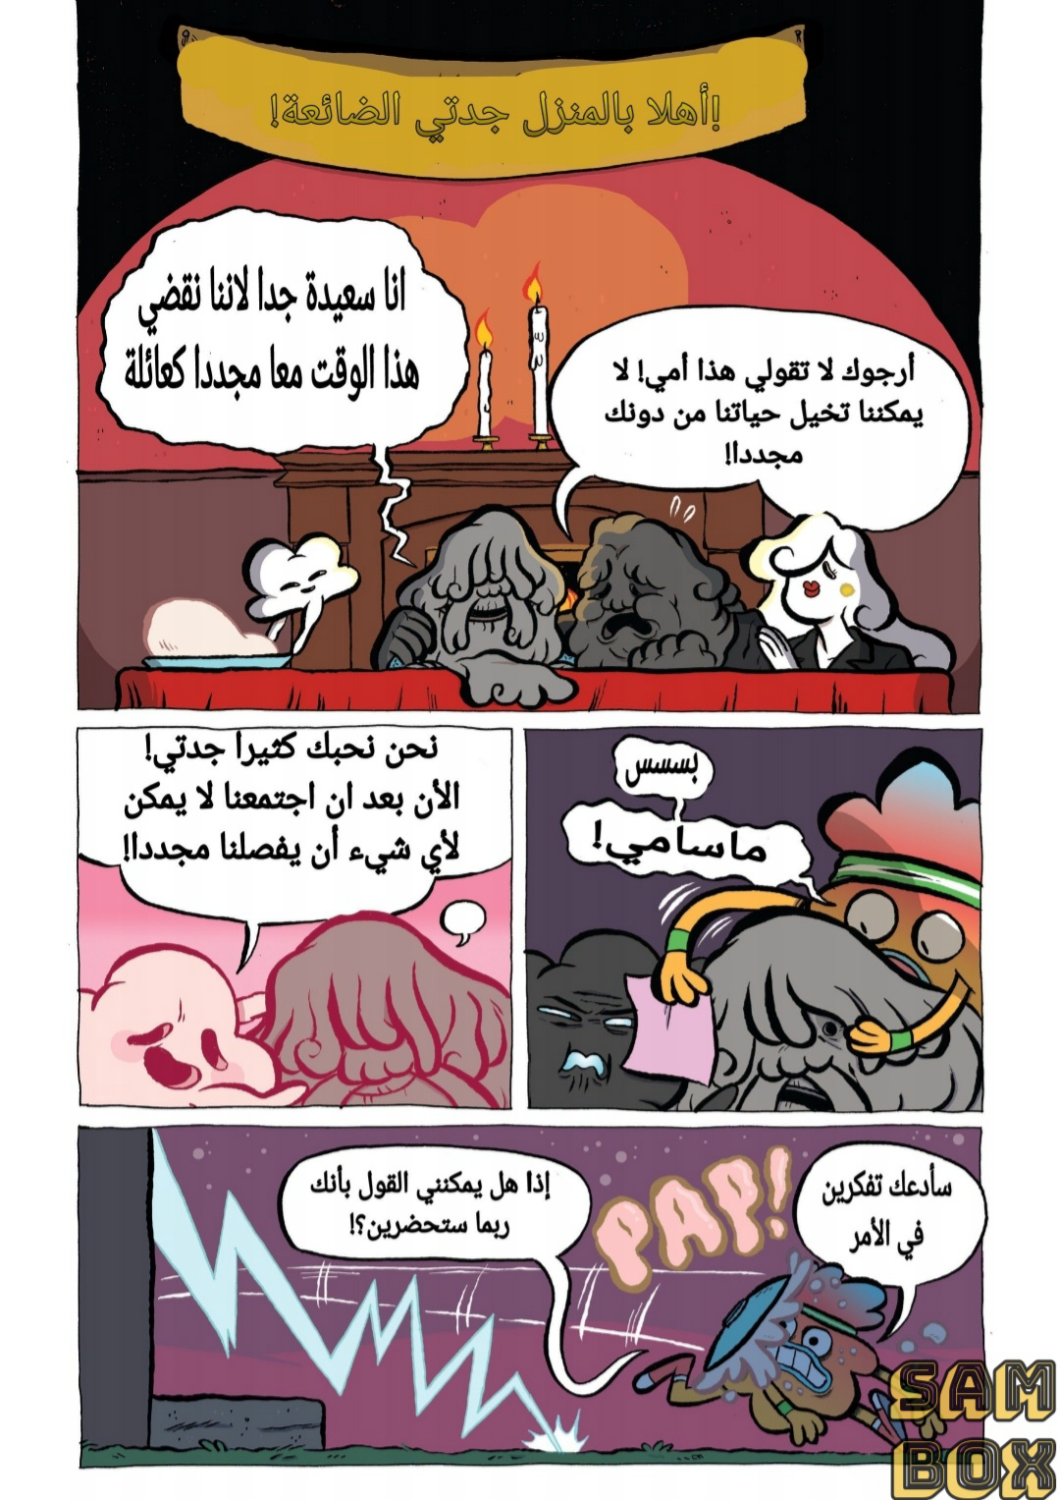 !أهلا بالمنزل جدتي الضائعة!
انا سعيدة جدا لاننا نقضي
هذا الوقت معا مجددا كعائلة
أرجوك لا تقولي هذا أمي! لا
يمكننا تخيل حياتنا من دونك
مجددا!
نحن نحبك كثيرا جدتي!
الأن بعد ان اجتمعنا لا يمكن
لأي شيء أن يفصلنا مجددا!
بسسس
ماسامي!
إذا هل يمكنني القول بأنك
ربما ستحضرين؟!
PAP!
سأدعك تفكرين
في الأمر
SAM
BOX